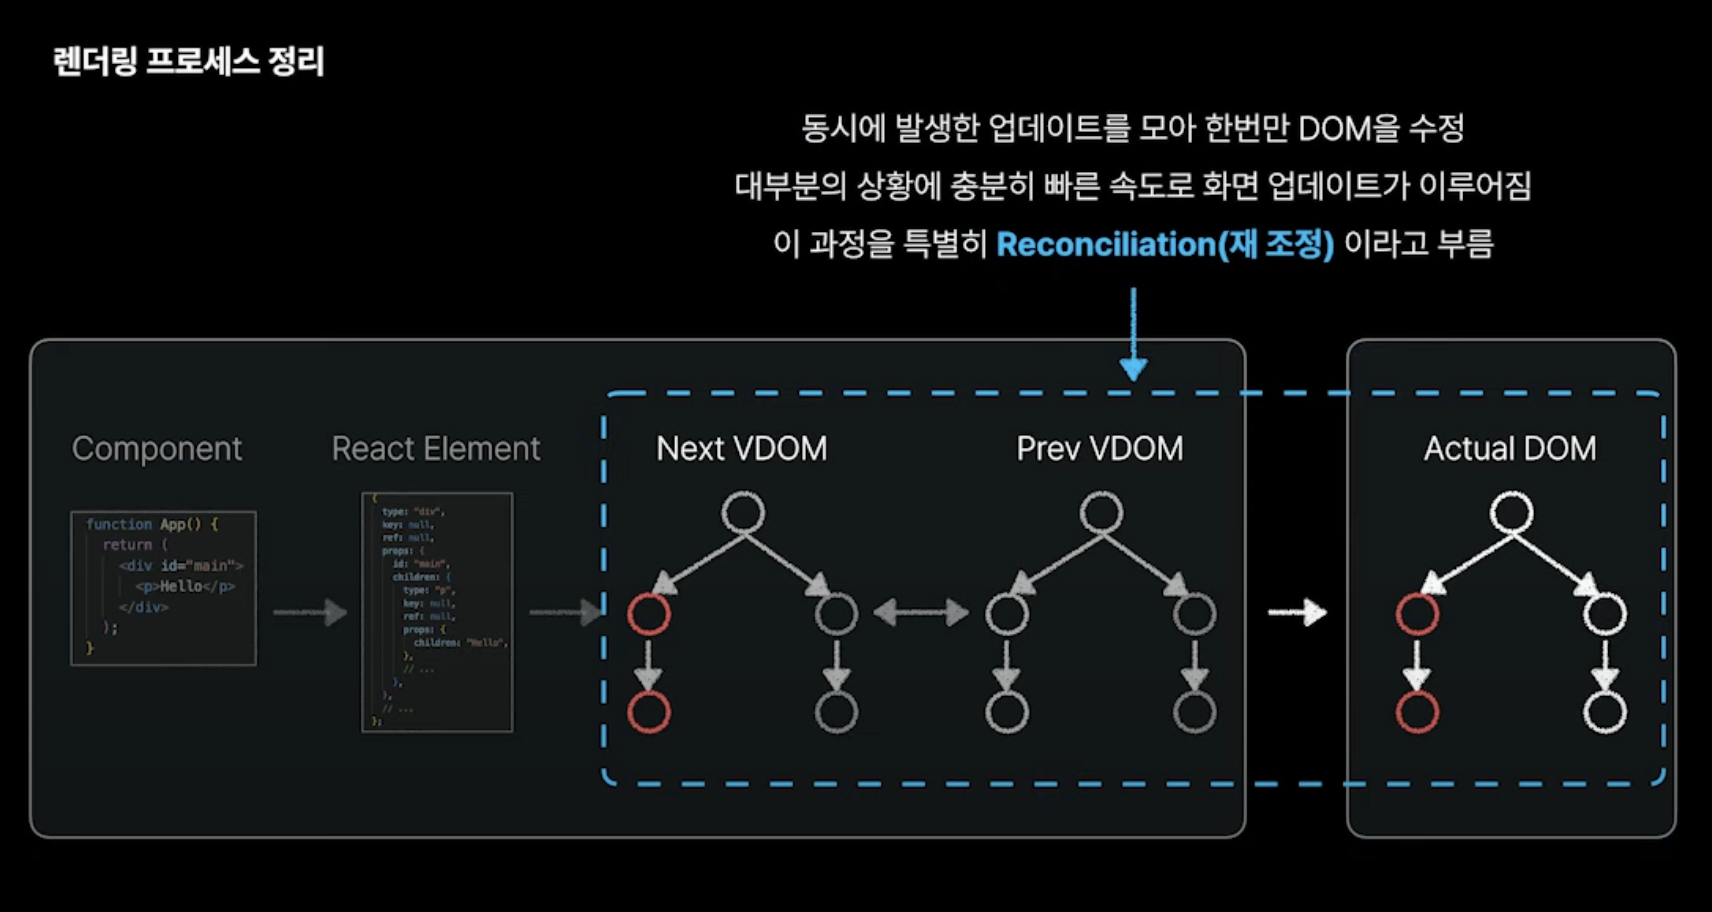 렌더링 프로세스 정리
동시에 발생한 업데이트를 모아 한번만 DOM을 수정
대부분의 상황에 충분히 빠른 속도로 화면 업데이트가 이루어짐
이 과정을 특별히 Reconciliation(재 조정) 이라고 부름
Component
function App() {
return (
<div id="main">
<p>Hello</p>
</div>
);
}
React Element
{
type: "div",
key: null,
ref: null,
props: {
id: "main",
children: {
type: "p",
key: null,
ref: null,
props: {
children: "Hello",
},
// ...
},
},
// ...
};
Next VDOM
Prev VDOM
Actual DOM